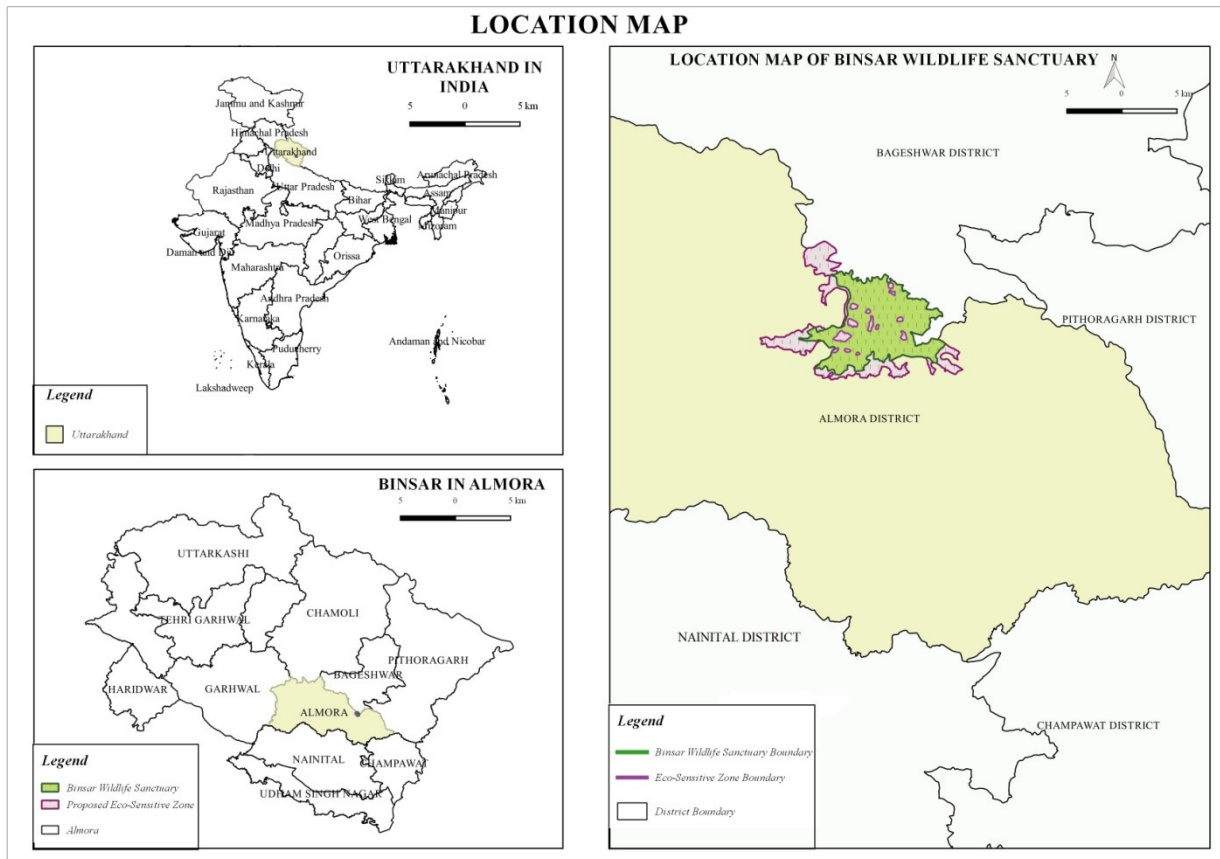 LOCATION MAP
UTTARAKHAND IN
INDIA
5 0 5 km
Jammu and Kashmir
Himachal Pradesh
Uttarakhand
Delhi
Rajasthan
Uttar Pradesh
Sikkim
Arunachal Pradesh
Assam
Bihar
Manipur
Mizoram
West Bengal
Gujarat
Madhya Pradesh
Daman and Diu
Orissa
Maharashtra
Andhra Pradesh
Karnataka
Puducherry
Kerala
Lakshadweep
Andaman and Nicobar
Legend
Uttarakhand
BINSAR IN ALMORA
5 0 5 km
UTTARKASHI
CHAMOLI
TEHRI GARHWAL
PITHORAGARH
BAGESHWAR
HARIDWAR
GARHWAL
ALMORA
NAINITAL
CHAMPAWAT
UDHAM SINGH NAGAR
Legend
Binsar Wildlife Sanctuary
Proposed Eco-Sensitive Zone
Almora
LOCATION MAP OF BINSAR WILDLIFE SANCTUARY
N
5 0 5 km
BAGESHWAR DISTRICT
PITHORAGARH DISTRICT
ALMORA DISTRICT
NAINITAL DISTRICT
CHAMPAWAT DISTRICT
Legend
Binsar Wildlife Sanctuary Boundary
Eco-Sensitive Zone Boundary
District Boundary